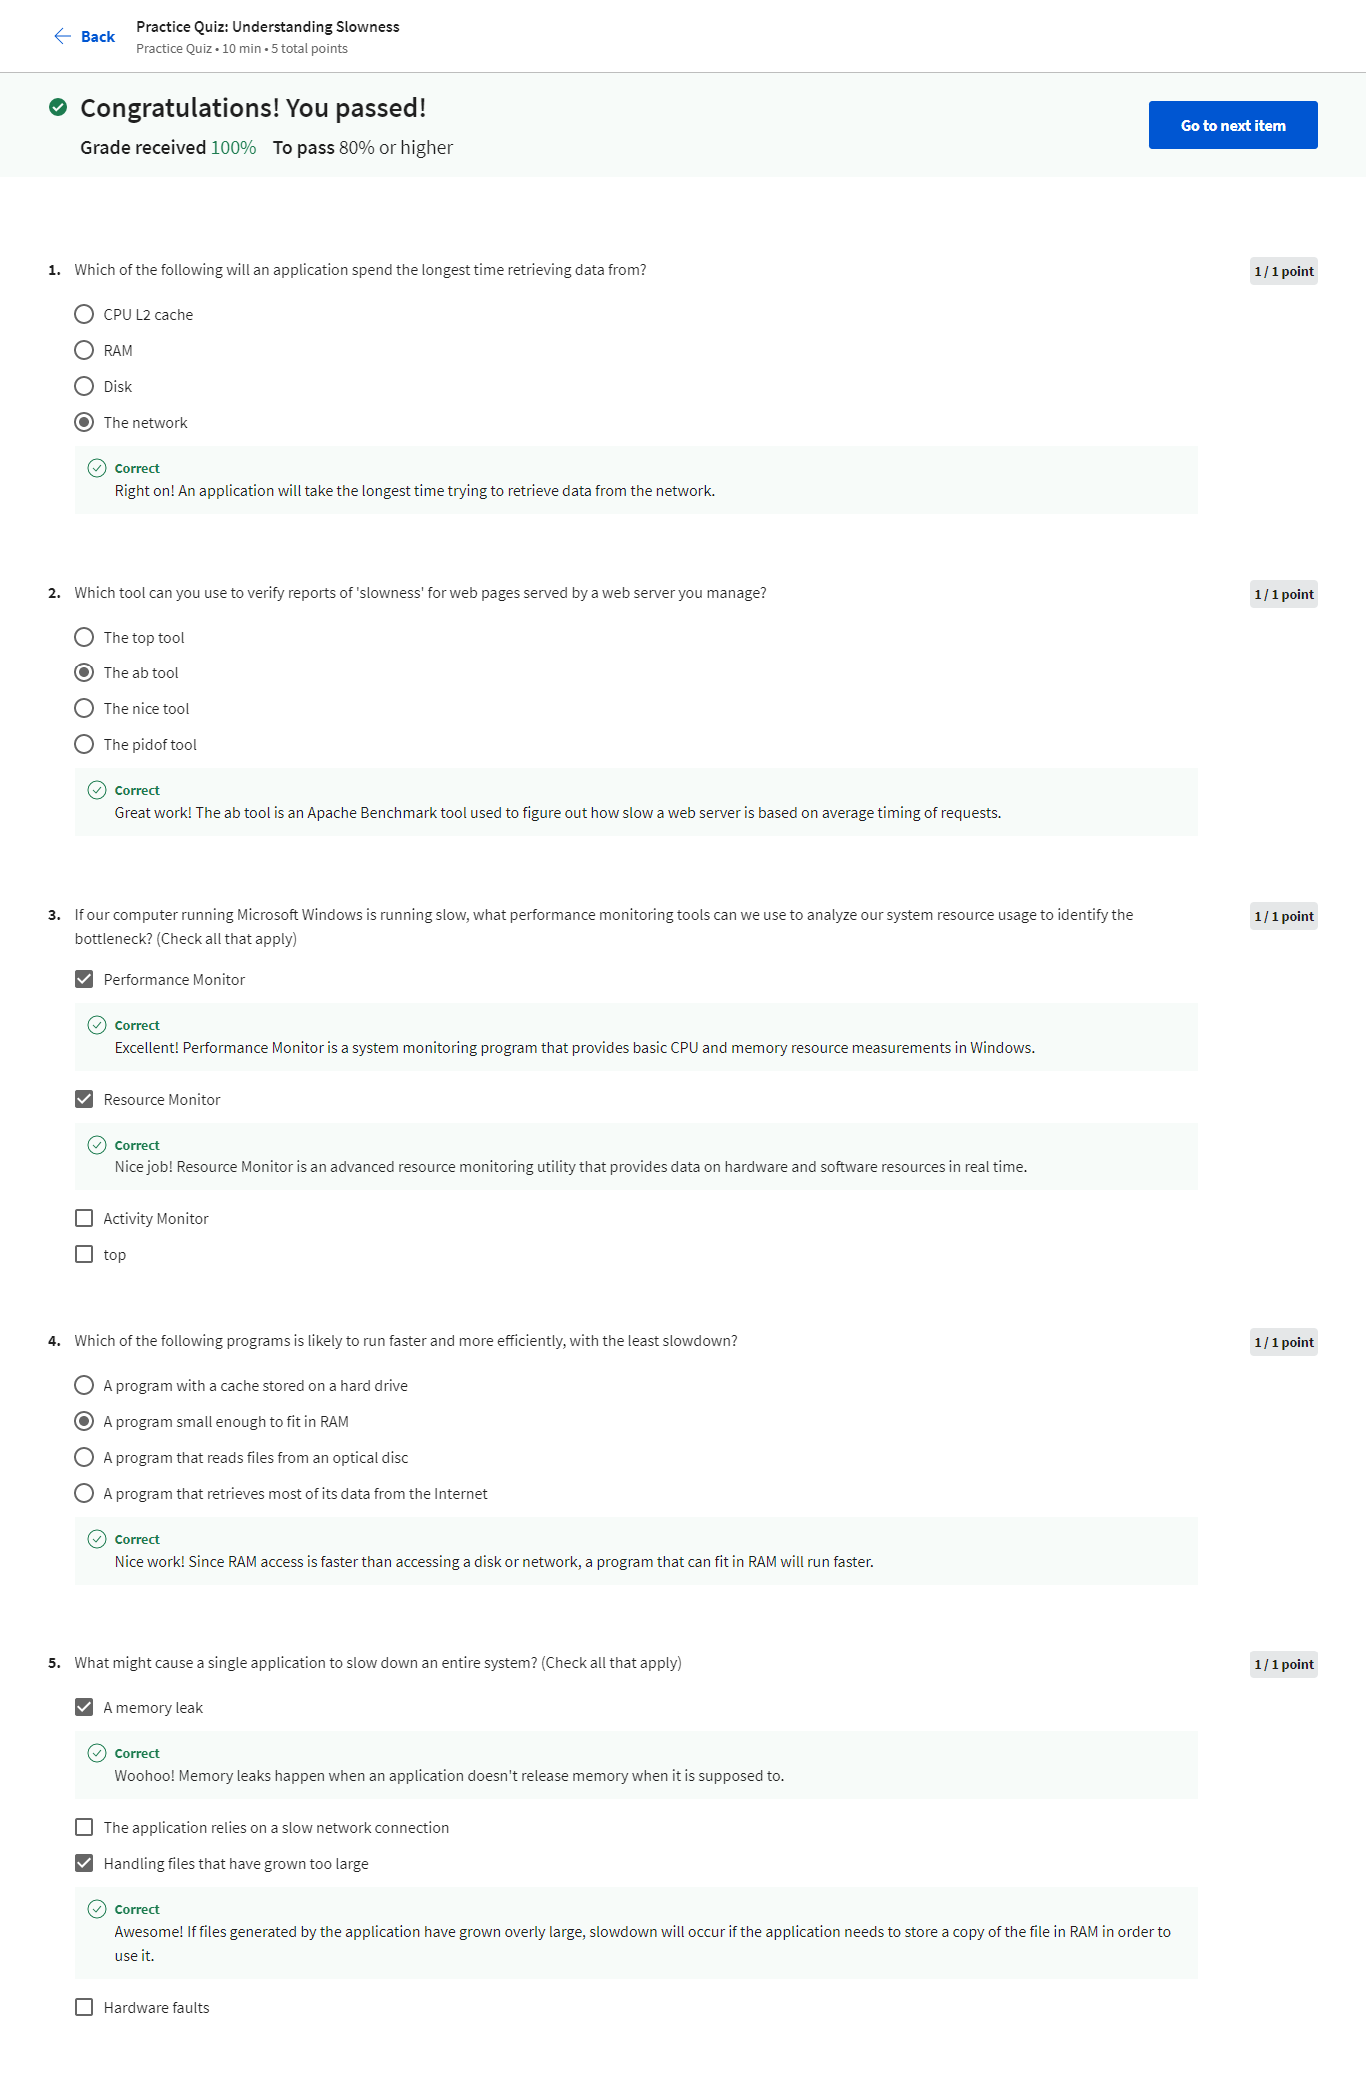 Back
Practice Quiz: Understanding Slowness
Practice Quiz • 10 min • 5 total points
Congratulations! You passed!
Grade received 100% To pass 80% or higher
Go to next item
1. Which of the following will an application spend the longest time retrieving data from?
1 / 1 point
CPU L2 cache
RAM
Disk
The network
Correct
Right on! An application will take the longest time trying to retrieve data from the network.
2. Which tool can you use to verify reports of 'slowness' for web pages served by a web server you manage?
1 / 1 point
The top tool
The ab tool
The nice tool
The pidof tool
Correct
Great work! The ab tool is an Apache Benchmark tool used to figure out how slow a web server is based on average timing of requests.
3. If our computer running Microsoft Windows is running slow, what performance monitoring tools can we use to analyze our system resource usage to identify the
bottleneck? (Check all that apply)
1 / 1 point
Performance Monitor
Correct
Excellent! Performance Monitor is a system monitoring program that provides basic CPU and memory resource measurements in Windows.
Resource Monitor
Correct
Nice job! Resource Monitor is an advanced resource monitoring utility that provides data on hardware and software resources in real time.
Activity Monitor
top
4. Which of the following programs is likely to run faster and more efficiently, with the least slowdown?
1 / 1 point
A program with a cache stored on a hard drive
A program small enough to fit in RAM
A program that reads files from an optical disc
A program that retrieves most of its data from the Internet
Correct
Nice work! Since RAM access is faster than accessing a disk or network, a program that can fit in RAM will run faster.
5. What might cause a single application to slow down an entire system? (Check all that apply)
1 / 1 point
A memory leak
Correct
Woohoo! Memory leaks happen when an application doesn't release memory when it is supposed to.
The application relies on a slow network connection
Handling files that have grown too large
Correct
Awesome! If files generated by the application have grown overly large, slowdown will occur if the application needs to store a copy of the file in RAM in order to
use it.
Hardware faults